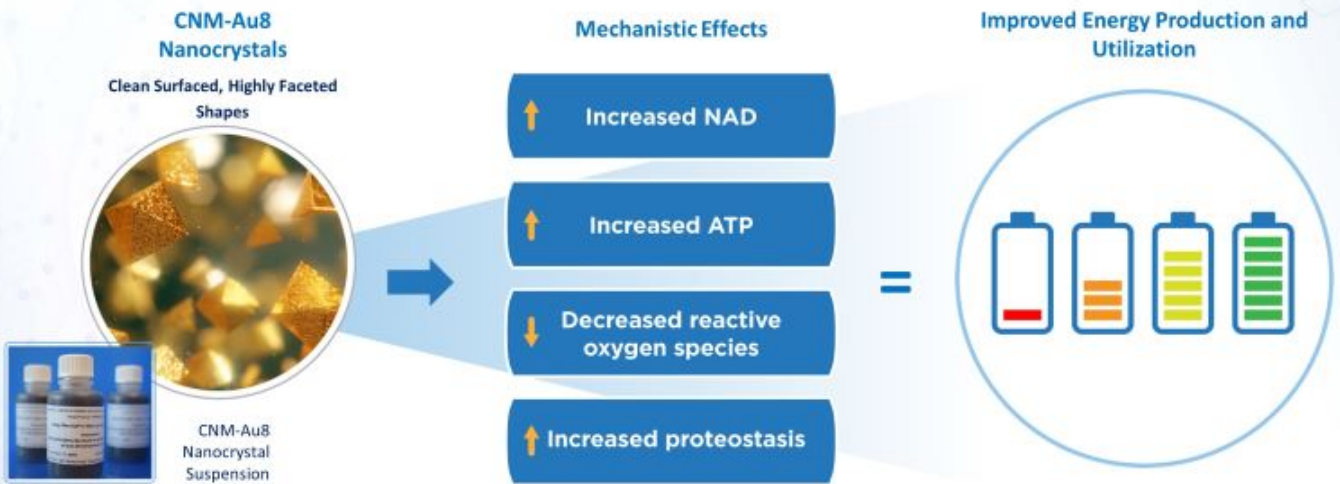 CNM-Au8
Nanocrystals
Clean Surfaced, Highly Faceted
Shapes
CNM-Au8
Nanocrystal
Suspension
Mechanistic Effects
Increased NAD
Increased ATP
Decreased reactive
oxygen species
Increased proteostasis
=
Improved Energy Production and
Utilization